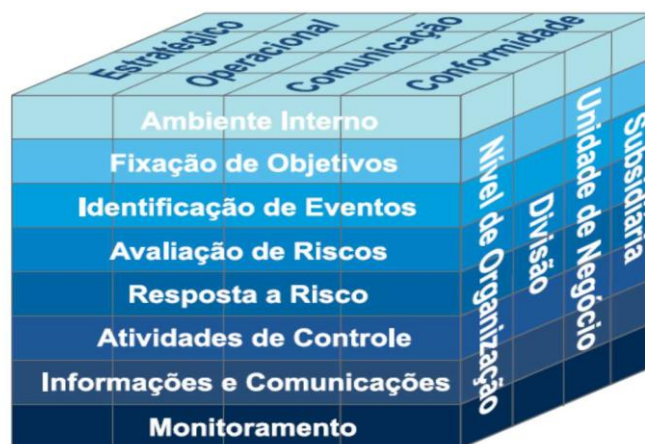 Estratégico
Operacional
Comunicação
Conformidade
Ambiente Interno
Fixação de Objetivos
Identificação de Eventos
Avaliação de Riscos
Resposta a Risco
Atividades de Controle
Informações e Comunicações
Monitoramento
Nível de Organização
Divisão
Unidade de Negócio
Subsidiária